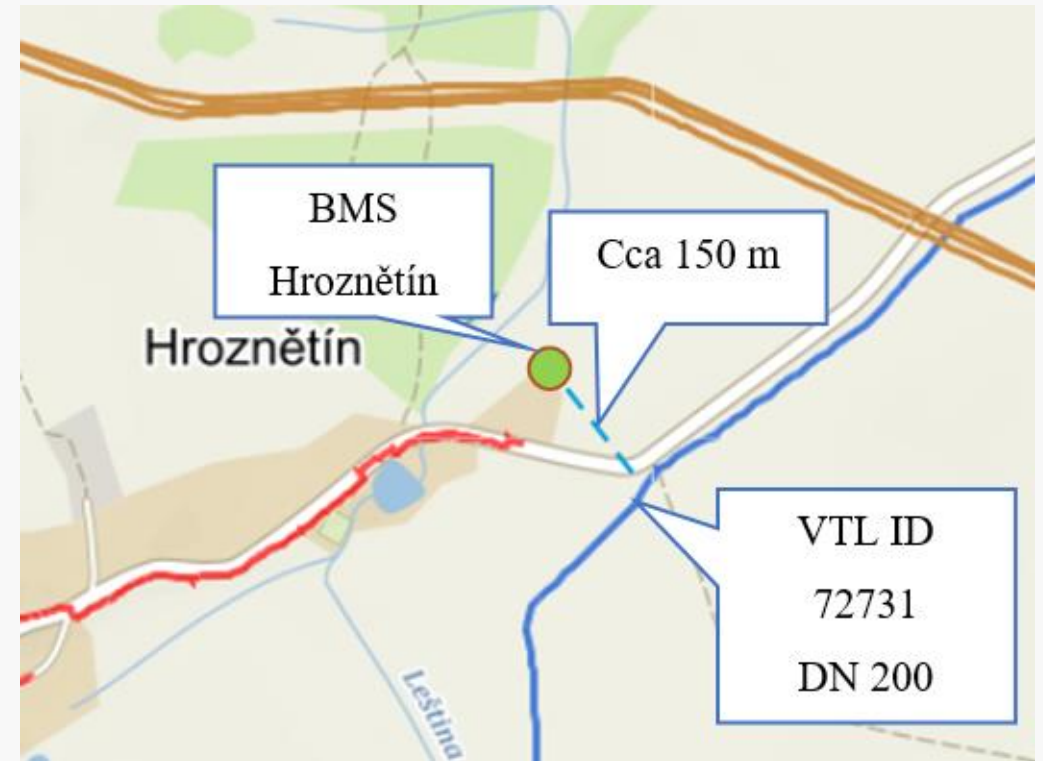 BMS
Hroznětín
Cca 150 m
Hroznětín
VTL ID
72731
DN 200
Leština